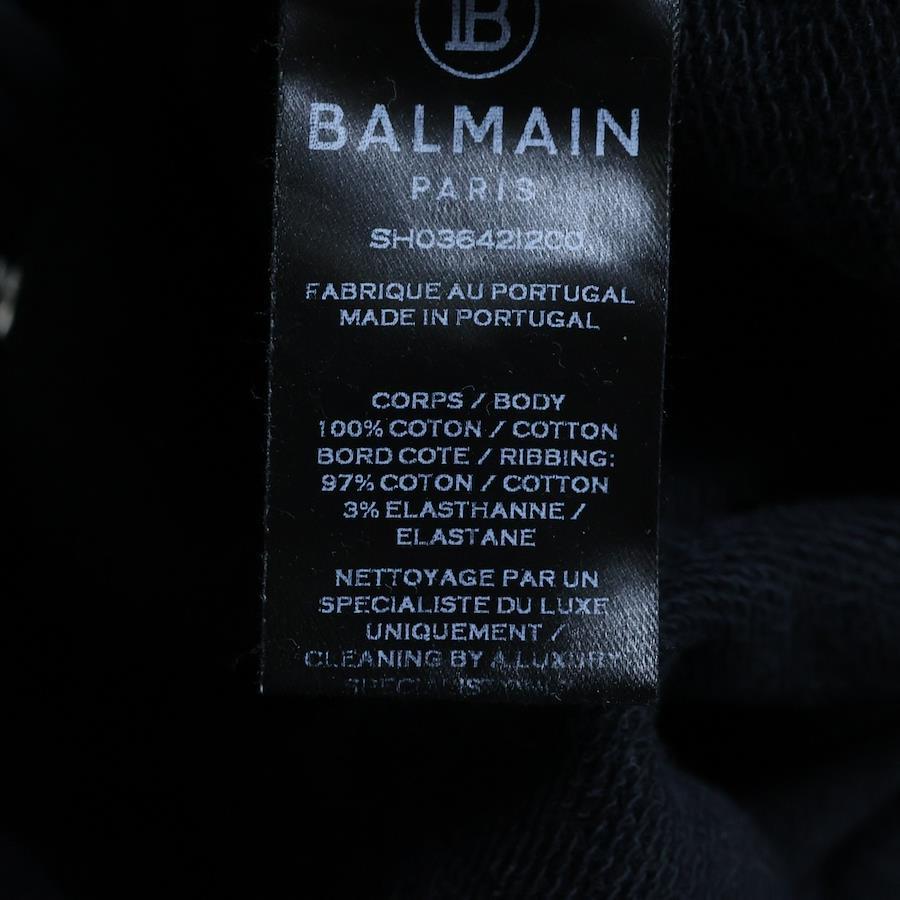 B
BALMAIN
PARIS
SH03642I200
FABRIQUE AU PORTUGAL
MADE IN PORTUGAL
CORPS / BODY
100% COTON / COTTON
BORD COTE / RIBBING:
97% COTON / COTTON
3% ELASTHANNE /
ELASTANE
NETTOYAGE PAR UN
SPECIALISTE DU LUXE
UNIQUEMENT /
CLEANING BY A LUXURY